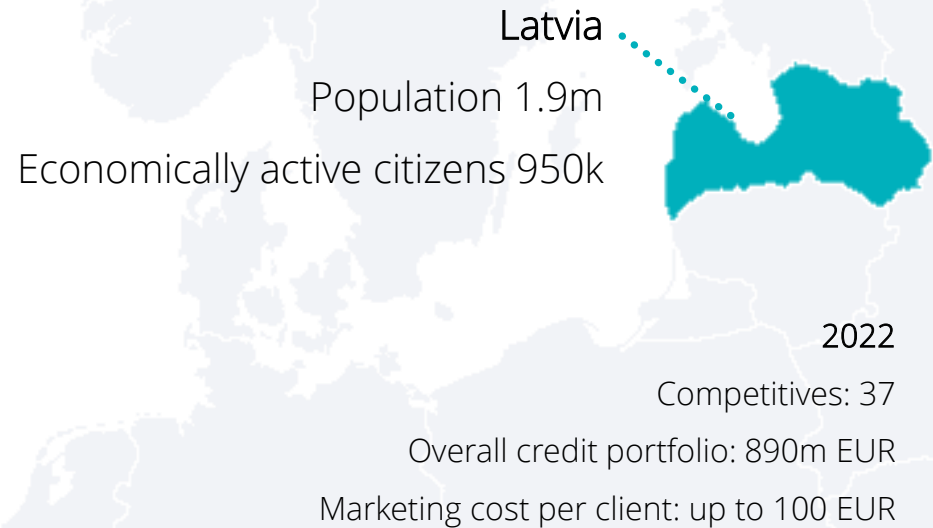 Latvia
Population 1.9m
Economically active citizens 950k
2022
Competitives: 37
Overall credit portfolio: 890m EUR
Marketing cost per client: up to 100 EUR